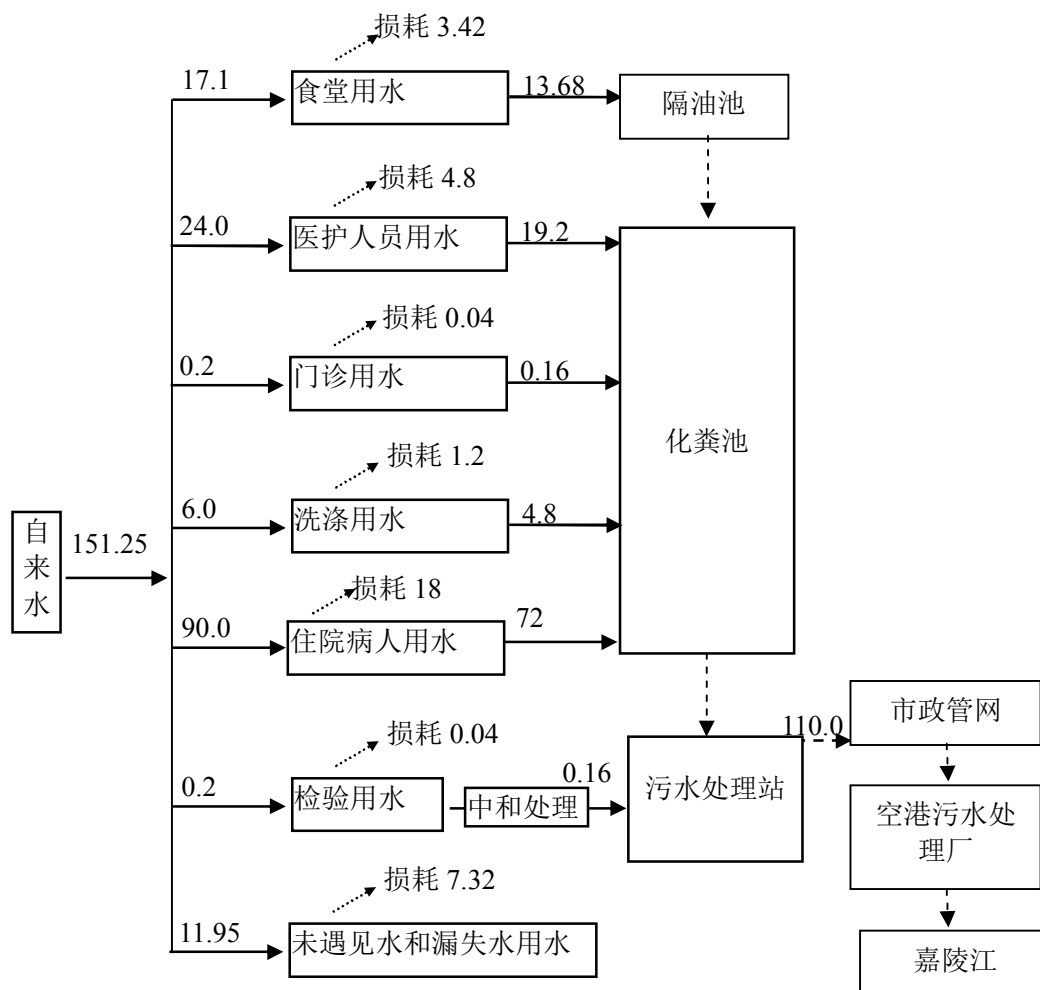 损耗 3.42
17.1
食堂用水
13.68
隔油池
损耗 4.8
24.0
医护人员用水
19.2
损耗 0.04
0.2
门诊用水
0.16
化粪池
损耗 1.2
6.0
洗涤用水
4.8
自来水
151.25
损耗 18
90.0
住院病人用水
72
损耗 0.04
0.2
检验用水
中和处理
0.16
污水处理站
110.0
市政管网
空港污水处
理厂
嘉陵江
损耗 7.32
11.95
未遇见水和漏失水用水